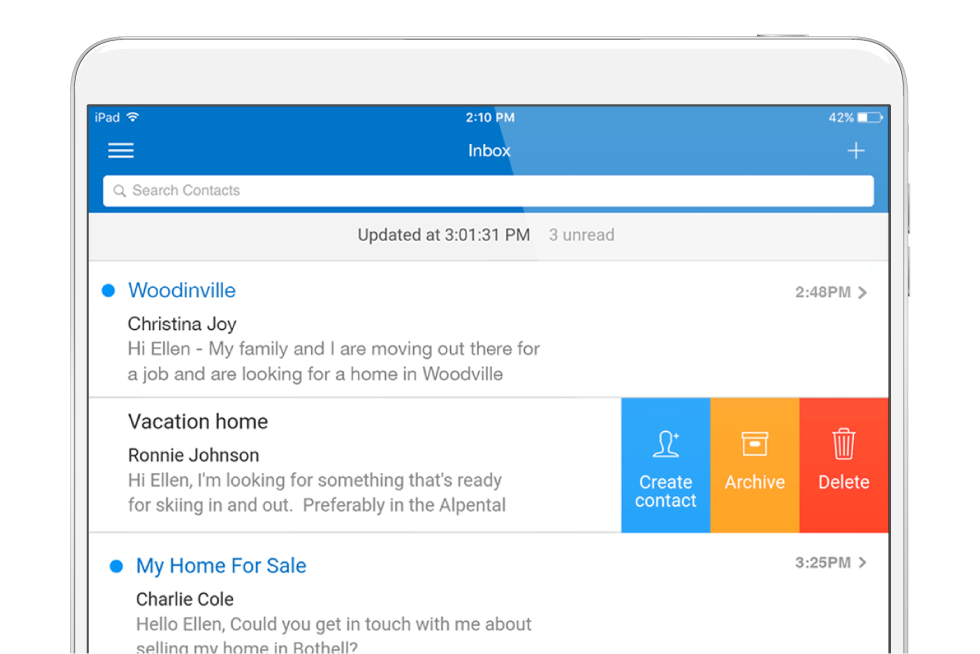 iPad 2:10 PM 42%
Inbox
Search Contacts
Updated at 3:01:31 PM 3 unread
Woodinville 2:48PM
Christina Joy
Hi Ellen - My family and I are moving out there for
a job and are looking for a home in Woodville
Vacation home
Ronnie Johnson
Hi Ellen, I'm looking for something that's ready
for skiing in and out. Preferably in the Alpental
Create
contact
Archive
Delete
My Home For Sale 3:25PM
Charlie Cole
Hello Ellen, Could you get in touch with me about
selling my home in Bothell?